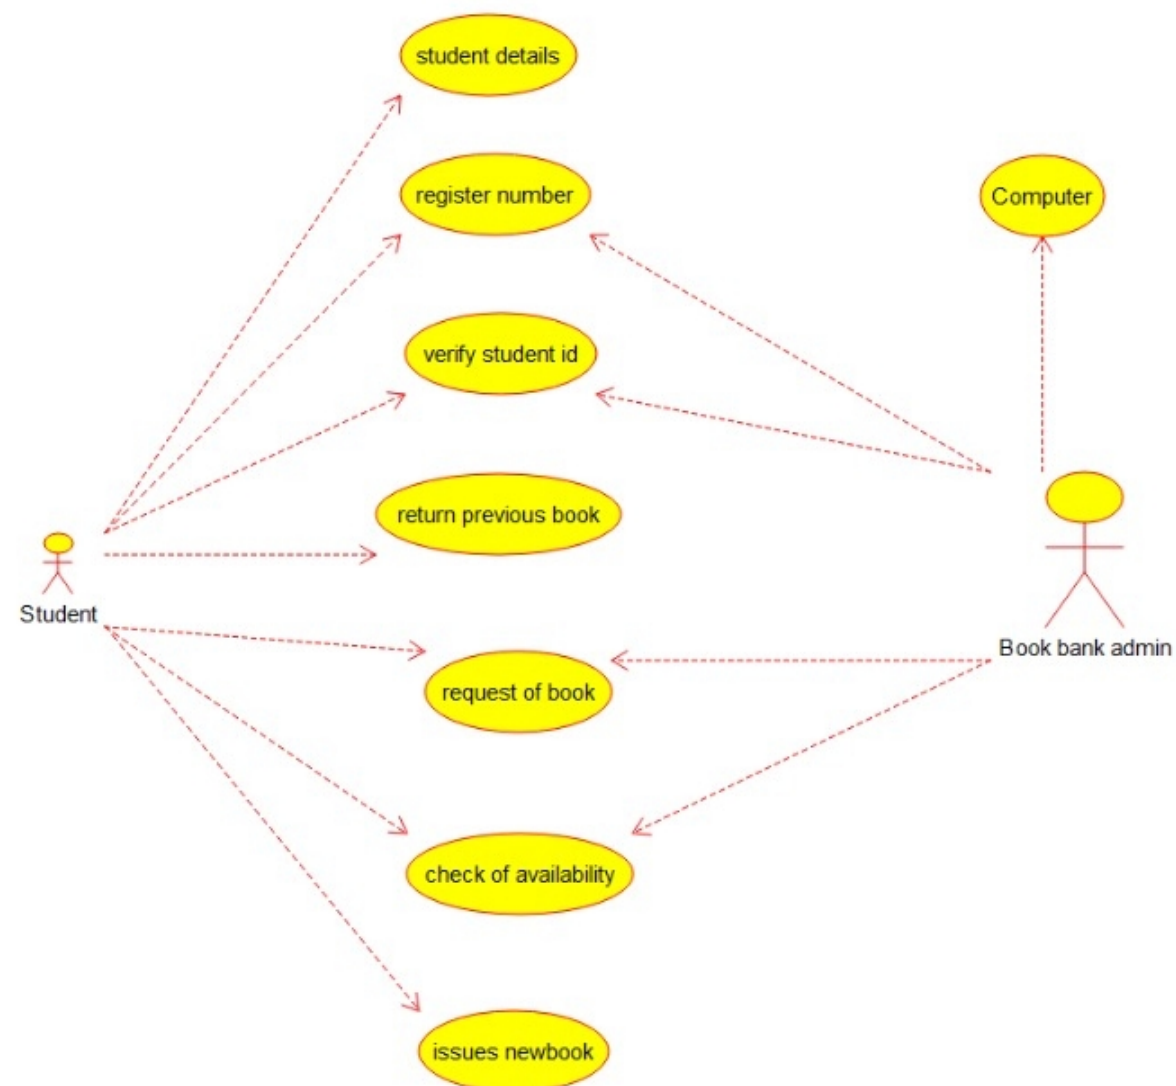 student details
register number
Computer
verify student id
return previous book
Student
Book bank admin
request of book
check of availability
issues newbook